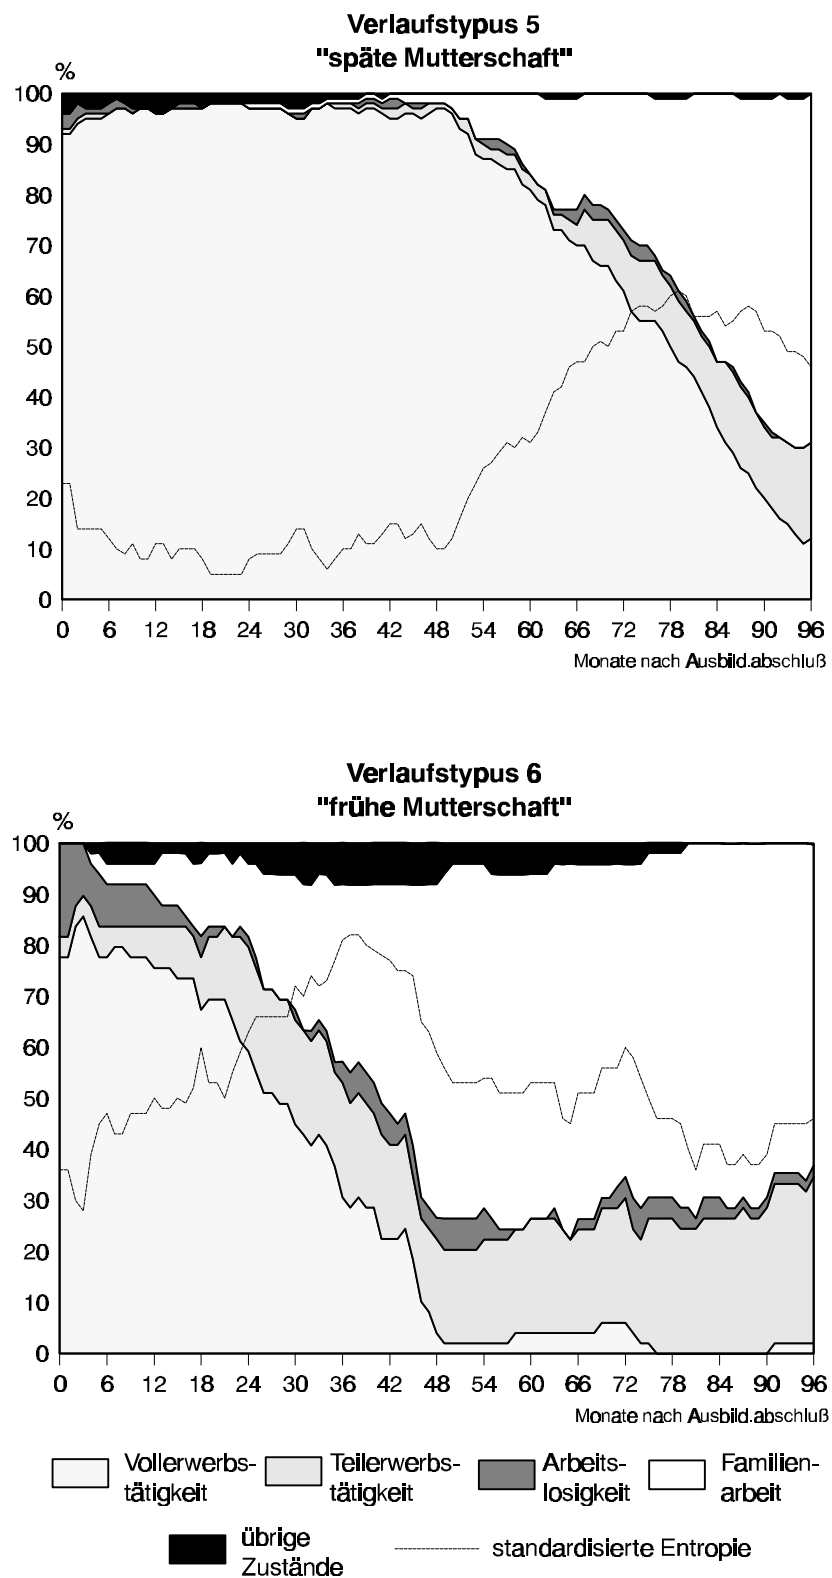 Verlaufstypus 5
"späte Mutterschaft"
%
100
90
80
70
60
50
40
30
20
10
0
0 6 12 18 24 30 36 42 48 54 60 66 72 78 84 90 96
Monate nach Ausbild.abschluß
Verlaufstypus 6
"frühe Mutterschaft"
%
100
90
80
70
60
50
40
30
20
10
0
0 6 12 18 24 30 36 42 48 54 60 66 72 78 84 90 96
Monate nach Ausbild.abschluß
Vollerwerbs- Teilerwerbs- Arbeits- Familien-
tätigkeit tätigkeit losigkeit arbeit
übrige standardisierte Entropie
Zustände